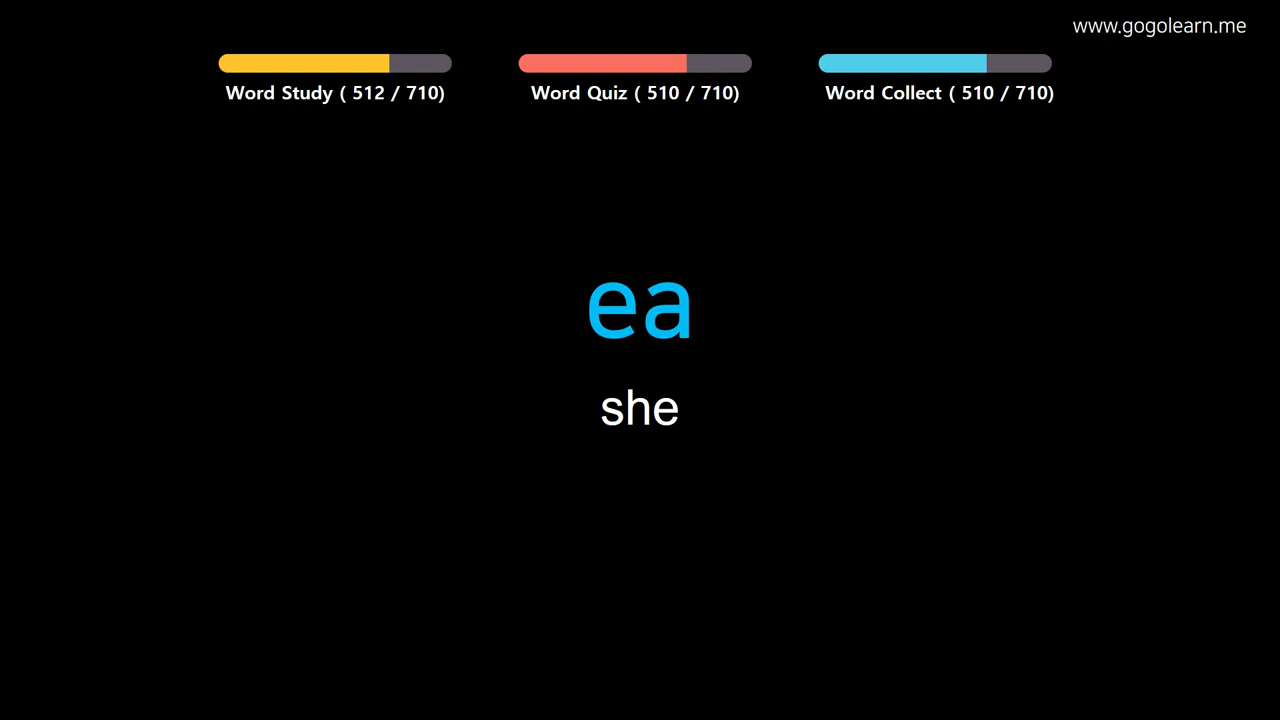 www.gogolearn.me
Word Study ( 512 / 710)
Word Quiz ( 510 / 710)
Word Collect ( 510 / 710)
ea
she